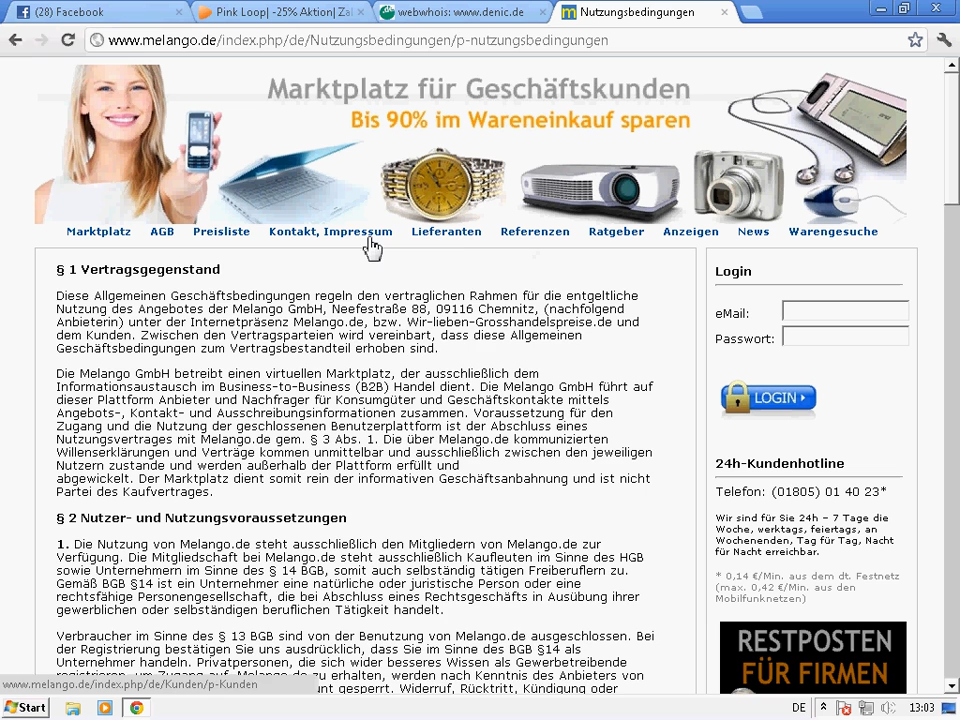 (28) Facebook
Pink Loop| -25% Aktion| Zal
webwhois: www.denic.de
Nutzungsbedingungen
www.melango.de/index.php/de/Nutzungsbedingungen/p-nutzungsbedingungen
Marktplatz für Geschäftskunden
Bis 90% im Wareneinkauf sparen
Marktplatz AGB Preisliste Kontakt, Impressum Lieferanten Referenzen Ratgeber Anzeigen News Warengesuche
§ 1 Vertragsgegenstand
Diese Allgemeinen Geschäftsbedingungen regeln den vertraglichen Rahmen für die entgeltliche
Nutzung des Angebotes der Melango GmbH, Neefestraße 88, 09116 Chemnitz, (nachfolgend
Anbieterin) unter der Internetpräsenz Melango.de, bzw. Wir-lieben-Grosshandelspreise.de und
dem Kunden. Zwischen den Vertragsparteien wird vereinbart, dass diese Allgemeinen
Geschäftsbedingungen zum Vertragsbestandteil erhoben sind.
Die Melango GmbH betreibt einen virtuellen Marktplatz, der ausschließlich dem
Informationsaustausch im Business-to-Business (B2B) Handel dient. Die Melango GmbH führt auf
dieser Plattform Anbieter und Nachfrager für Konsumgüter und Geschäftskontakte mittels
Angebots-, Kontakt- und Ausschreibungsinformationen zusammen. Voraussetzung für den
Zugang und die Nutzung der geschlossenen Benutzerplattform ist der Abschluss eines
Nutzungsvertrages mit Melango.de gem. § 3 Abs. 1. Die über Melango.de kommunizierten
Willenserklärungen und Verträge kommen unmittelbar und ausschließlich zwischen den jeweiligen
Nutzern zustande und werden außerhalb der Plattform erfüllt und
abgewickelt. Der Marktplatz dient somit rein der informativen Geschäftsanbahnung und ist nicht
Partei des Kaufvertrages.
§ 2 Nutzer- und Nutzungsvoraussetzungen
1. Die Nutzung von Melango.de steht ausschließlich den Mitgliedern von Melango.de zur
Verfügung. Die Mitgliedschaft bei Melango.de steht ausschließlich Kaufleuten im Sinne des HGB
sowie Unternehmern im Sinne des § 14 BGB, somit auch selbständig tätigen Freiberuflern zu.
Gemäß BGB §14 ist ein Unternehmer eine natürliche oder juristische Person oder eine
rechtsfähige Personengesellschaft, die bei Abschluss eines Rechtsgeschäfts in Ausübung ihrer
gewerblichen oder selbständigen beruflichen Tätigkeit handelt.
Verbraucher im Sinne des § 13 BGB sind von der Benutzung von Melango.de ausgeschlossen. Bei
der Registrierung bestätigen Sie uns ausdrücklich, dass Sie im Sinne des BGB §14 als
Unternehmer handeln. Privatpersonen, die sich wider besseres Wissen als Gewerbetreibende
registrieren, um Zugang auf Melango.de zu erhalten, werden nach Kenntnis des Anbieters von
unt gesperrt. Widerruf, Rücktritt, Kündigung oder
Login
eMail:
Passwort:
LOGIN
24h-Kundenhotline
Telefon: (01805) 01 40 23*
Wir sind für Sie 24h – 7 Tage die
Woche, werktags, feiertags, an
Wochenenden, Tag für Tag, Nacht
für Nacht erreichbar.
* 0,14 €/Min. aus dem dt. Festnetz
(max. 0,42 €/Min. aus den
Mobilfunknetzen)
RESTPOSTEN
FÜR FIRMEN
www.melango.de/index.php/de/Kunden/p-Kunden
Start
DE
13:03